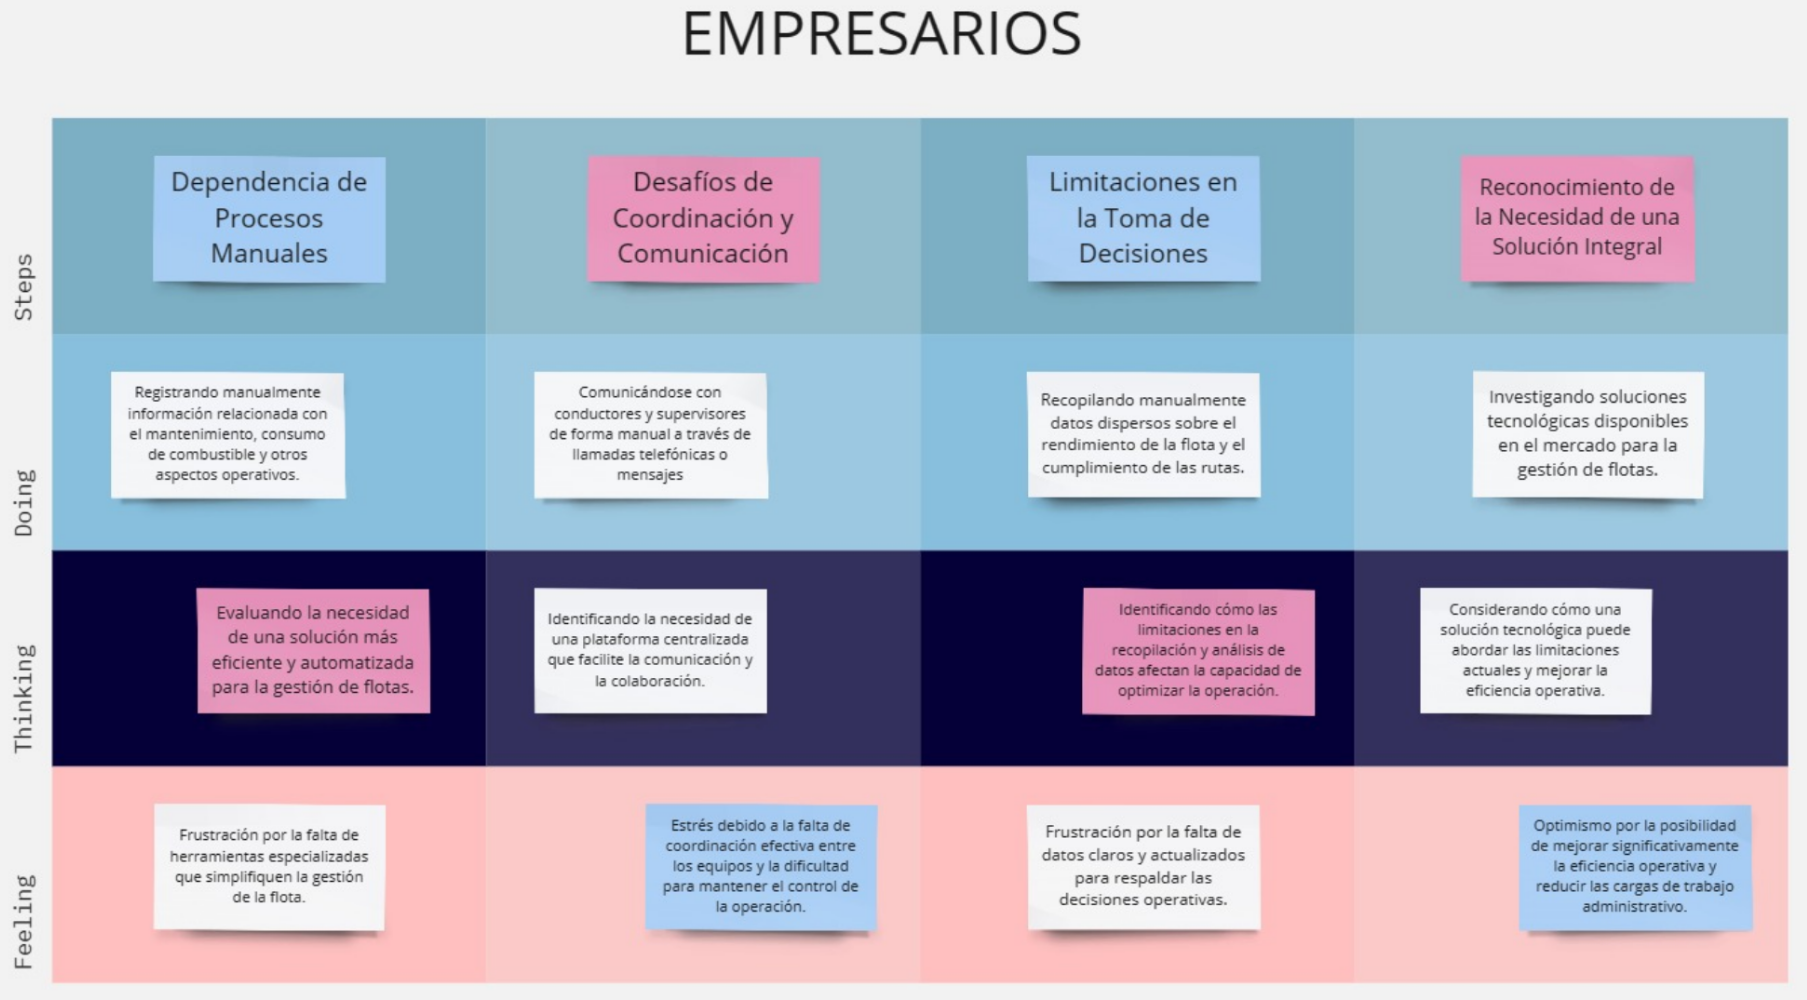 EMPRESARIOS
Steps
Dependencia de
Procesos
Manuales
Desafíos de
Coordinación y
Comunicación
Limitaciones en
la Toma de
Decisiones
Reconocimiento de
la Necesidad de una
Solución Integral
Doing
Registrando manualmente
información relacionada con
el mantenimiento, consumo
de combustible y otros
aspectos operativos.
Comunicándose con
conductores y supervisores
de forma manual a través de
llamadas telefónicas o
mensajes
Recopilando manualmente
datos dispersos sobre el
rendimiento de la flota y el
cumplimiento de las rutas.
Investigando soluciones
tecnológicas disponibles
en el mercado para la
gestión de flotas.
Thinking
Evaluando la necesidad
de una solución más
eficiente y automatizada
para la gestión de flotas.
Identificando la necesidad de
una plataforma centralizada
que facilite la comunicación y
la colaboración.
Identificando cómo las
limitaciones en la
recopilación y análisis de
datos afectan la capacidad de
optimizar la operación.
Considerando cómo una
solución tecnológica puede
abordar las limitaciones
actuales y mejorar la
eficiencia operativa.
Feeling
Frustración por la falta de
herramientas especializadas
que simplifiquen la gestión
de la flota.
Estrés debido a la falta de
coordinación efectiva entre
los equipos y la dificultad
para mantener el control de
la operación.
Frustración por la falta de
datos claros y actualizados
para respaldar las
decisiones operativas.
Optimismo por la posibilidad
de mejorar significativamente
la eficiencia operativa y
reducir las cargas de trabajo
administrativo.